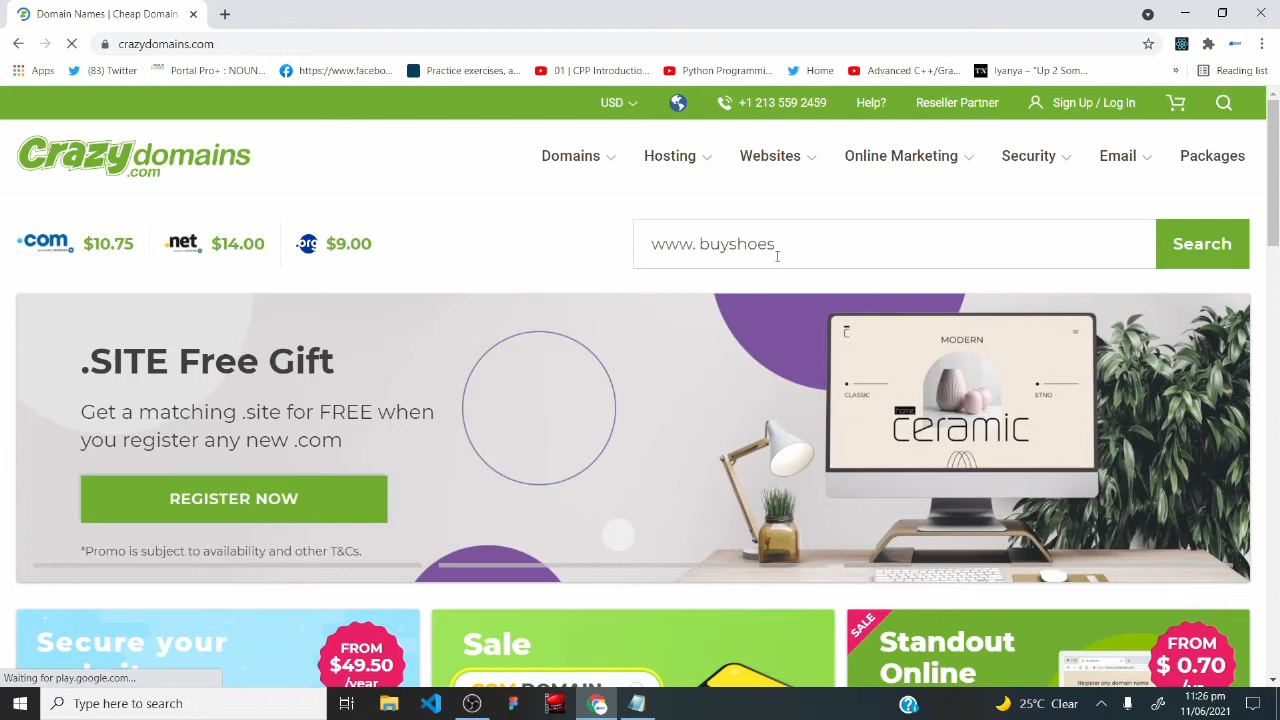 Domain Names | Cheap Domain
crazydomains.com
Apps (83) Twitter Portal Pro+ : NOUN... https://www.facebo... Practice exercises, a... 01 | CPP Introductio... Python Programmi... Home Advanced C++/Gra... TX Iyanya – "Up 2 Som... » Reading list
USD +1 213 559 2459 Help? Reseller Partner Sign Up / Log In
Crazydomains .com
Domains Hosting Websites Online Marketing Security Email Packages
.com $10.75 .net $14.00 .org $9.00 www. buyshoes Search
.SITE Free Gift
Get a matching .site for FREE when
you register any new .com
REGISTER NOW
*Promo is subject to availability and other T&Cs.
MODERN
CLASSIC ETNO
home
ceramic
Secure your
FROM
$49.50
/year
Sale
SALE
Standout
Online
FROM
$ 0.70
Waiting for play.google.com...
Type here to search
25°C Clear
11:26 pm
11/06/2021